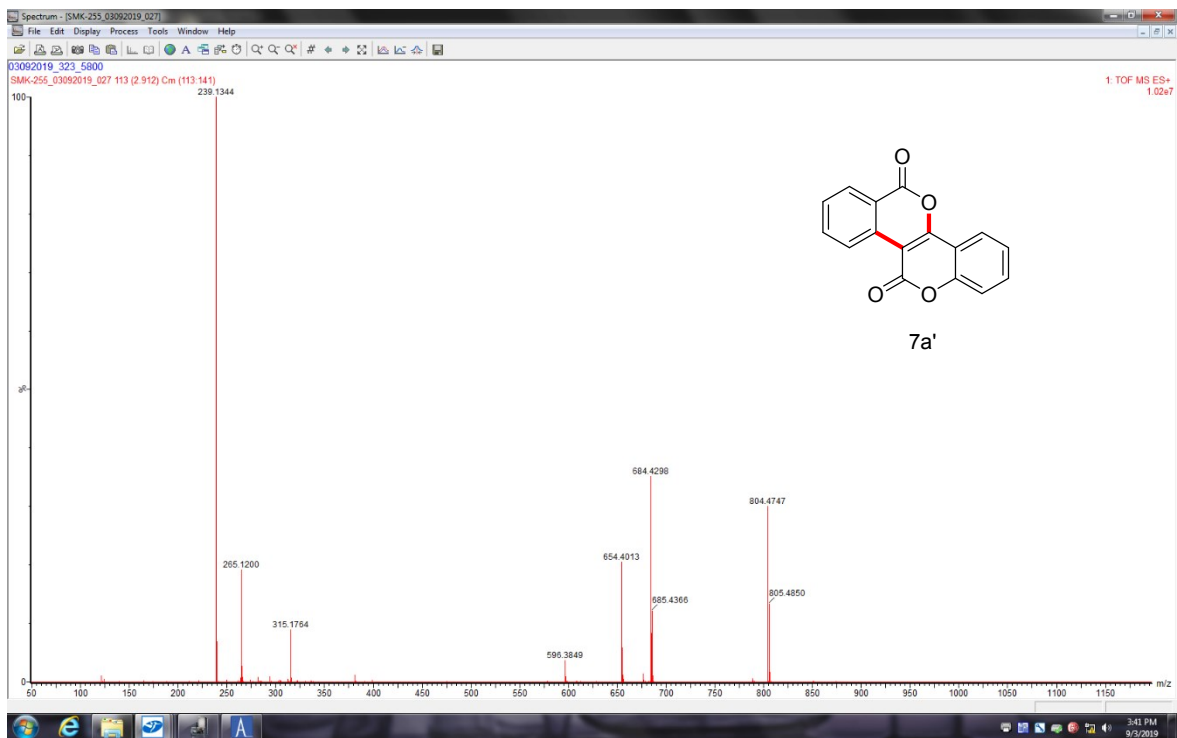 Spectrum - [SMK-255_03092019_027]
File Edit Display Process Tools Window Help
03092019_323_5800
SMK-255_03092019_027 113 (2.912) Cm (113:141)
1: TOF MS ES+
1.02e7
100
239.1344
%
684.4298
804.4747
654.4013
265.1200
685.4366
805.4850
315.1764
596.3849
0
50 100 150 200 250 300 350 400 450 500 550 600 650 700 750 800 850 900 950 1000 1050 1100 1150
m/z
O
O
O
O
7a'
3:41 PM
9/3/2019